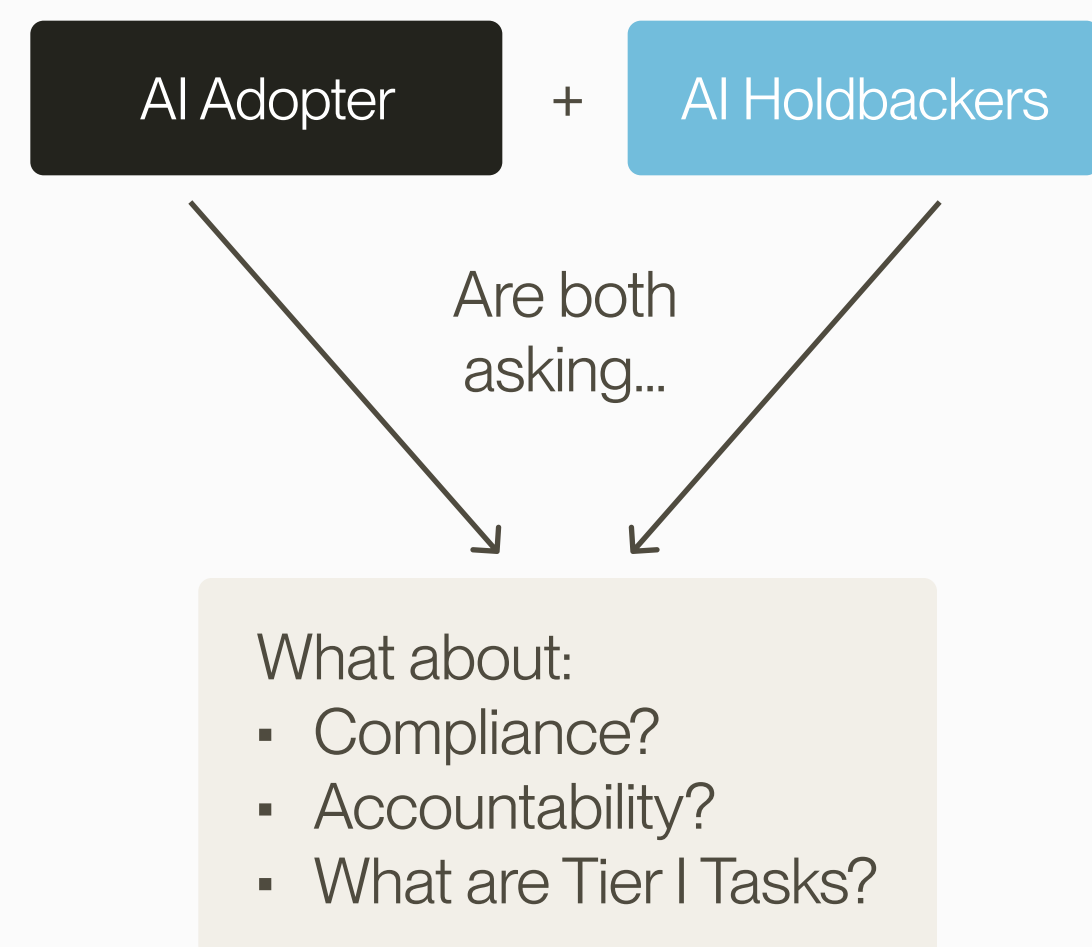 AI Adopter
+
AI Holdbackers
Are both
asking...
What about:
▪ Compliance?
▪ Accountability?
▪ What are Tier I Tasks?